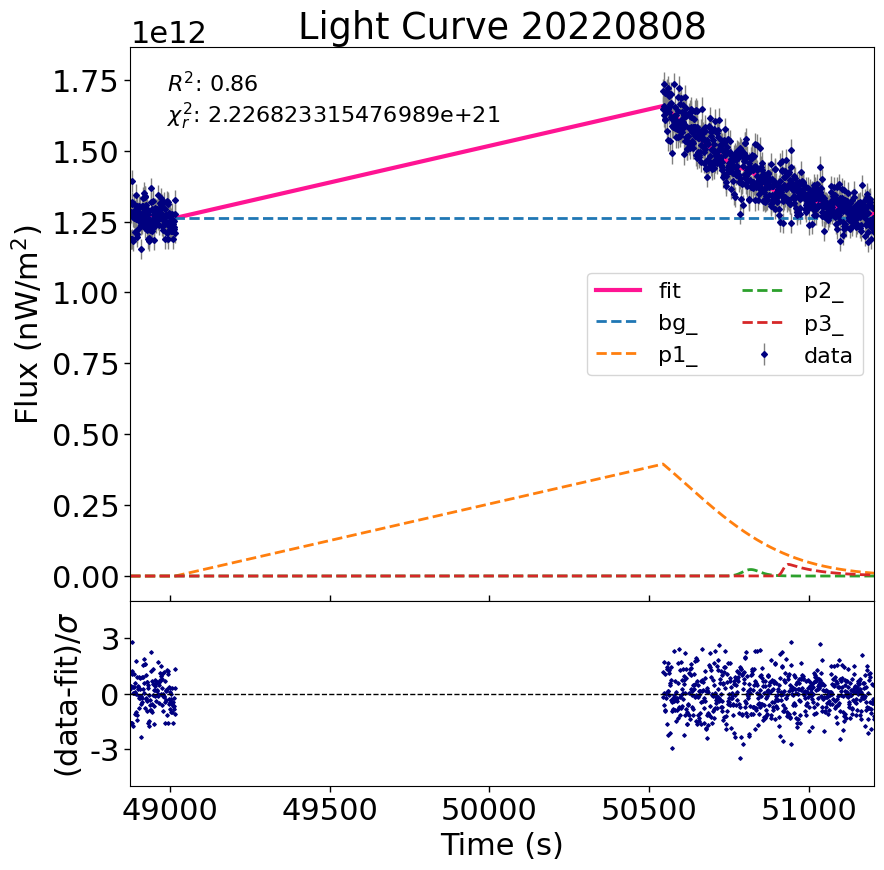 Light Curve 20220808
1e12
R²: 0.86
χ²ᵣ: 2.226823315476989e+21
1.75
1.50
1.25
1.00
0.75
0.50
0.25
0.00
Flux (nW/m²)
fit
bg_
p1_
p2_
p3_
data
3
0
-3
(data-fit)/σ
49000 49500 50000 50500 51000
Time (s)